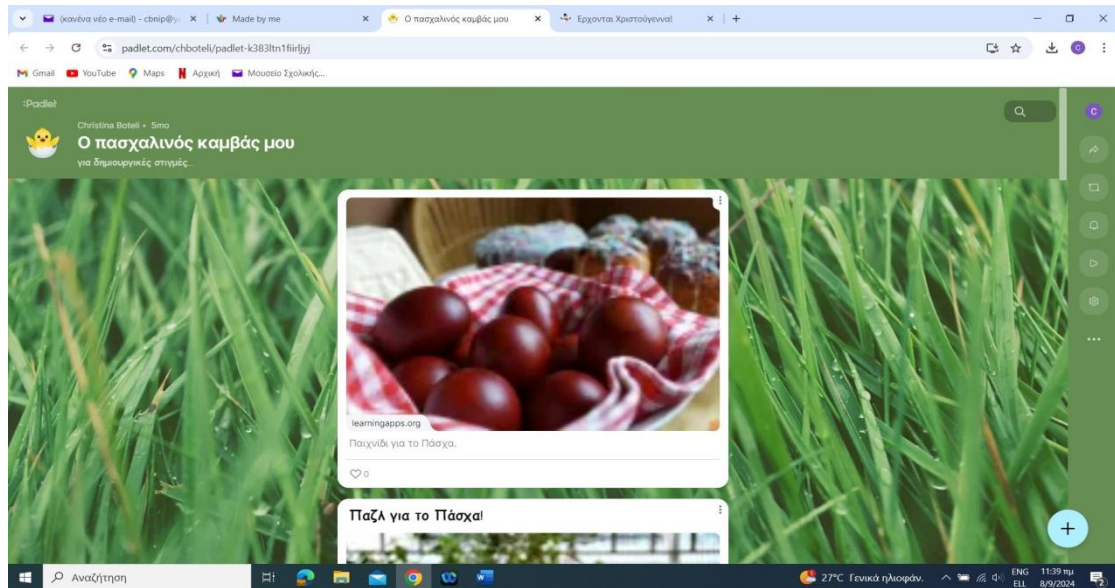 (κανένα νέο e-mail) - cbnip@y
Made by me
Ο πασχαλινός καμβάς μου
Έρχονται Χριστούγεννα!
padlet.com/chboteli/padlet-k383ltn1fiirljyj
Gmail
YouTube
Maps
Αρχική
Μουσείο Σχολικής...
:Padlet
Christina Boteli • 5mo
Ο πασχαλινός καμβάς μου
για δημιουργικές στιγμές...
learningapps.org
Παιχνίδι για το Πάσχα.
0
Παζλ για το Πάσχα!
Αναζήτηση
27°C Γενικά ηλιοφάν.
ENG
ΕΛΛ
11:39 πμ
8/9/2024